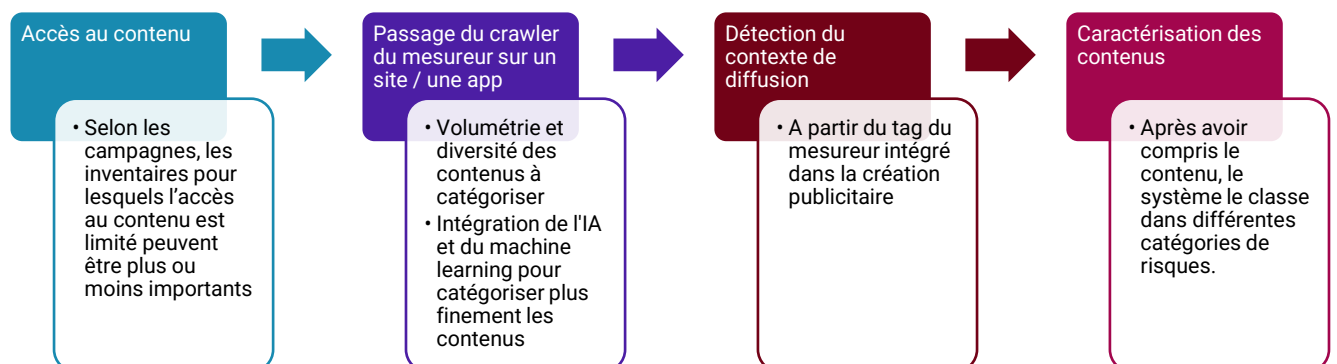 Accès au contenu
• Selon les
campagnes, les
inventaires pour
lesquels l’accès
au contenu est
limité peuvent
être plus ou
moins importants
Passage du crawler
du mesureur sur un
site / une app
• Volumétrie et
diversité des
contenus à
catégoriser
• Intégration de l'IA
et du machine
learning pour
catégoriser plus
finement les
contenus
Détection du
contexte de
diffusion
• A partir du tag du
mesureur intégré
dans la création
publicitaire
Caractérisation des
contenus
• Après avoir
compris le
contenu, le
système le classe
dans différentes
catégories de
risques.